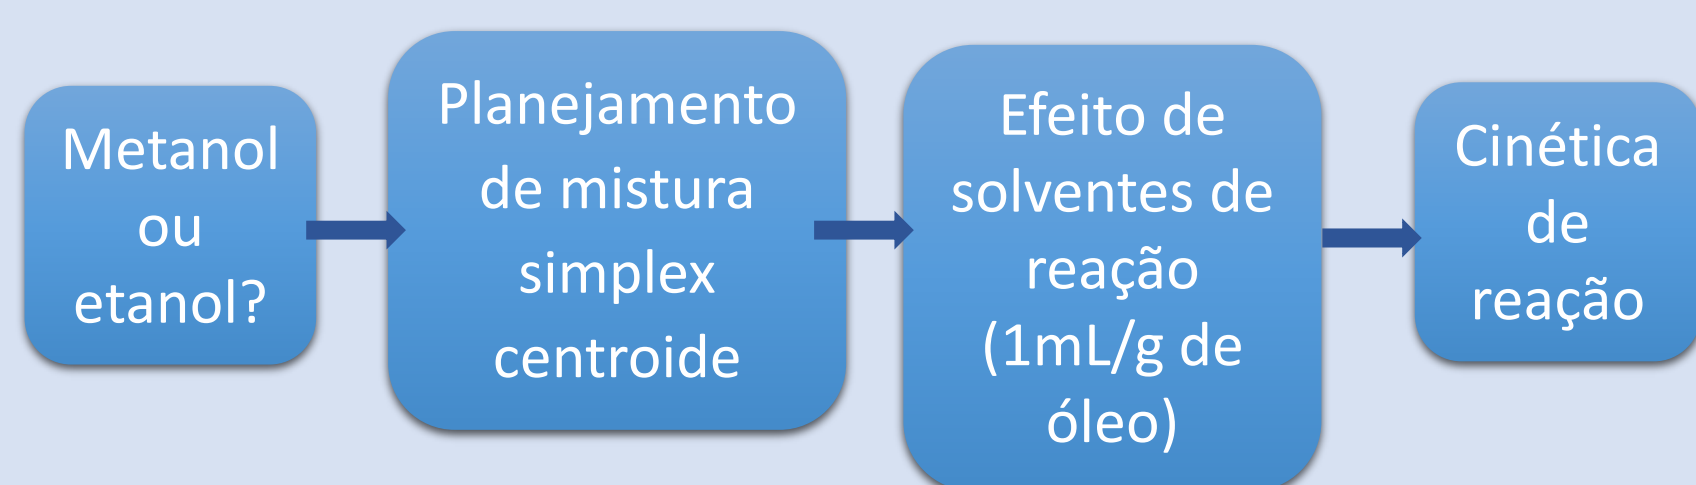 Metanol
ou
etanol?
Planejamento
de mistura
simplex
centroide
Efeito de
solventes de
reação
(1mL/g de
óleo)
Cinética
de
reação